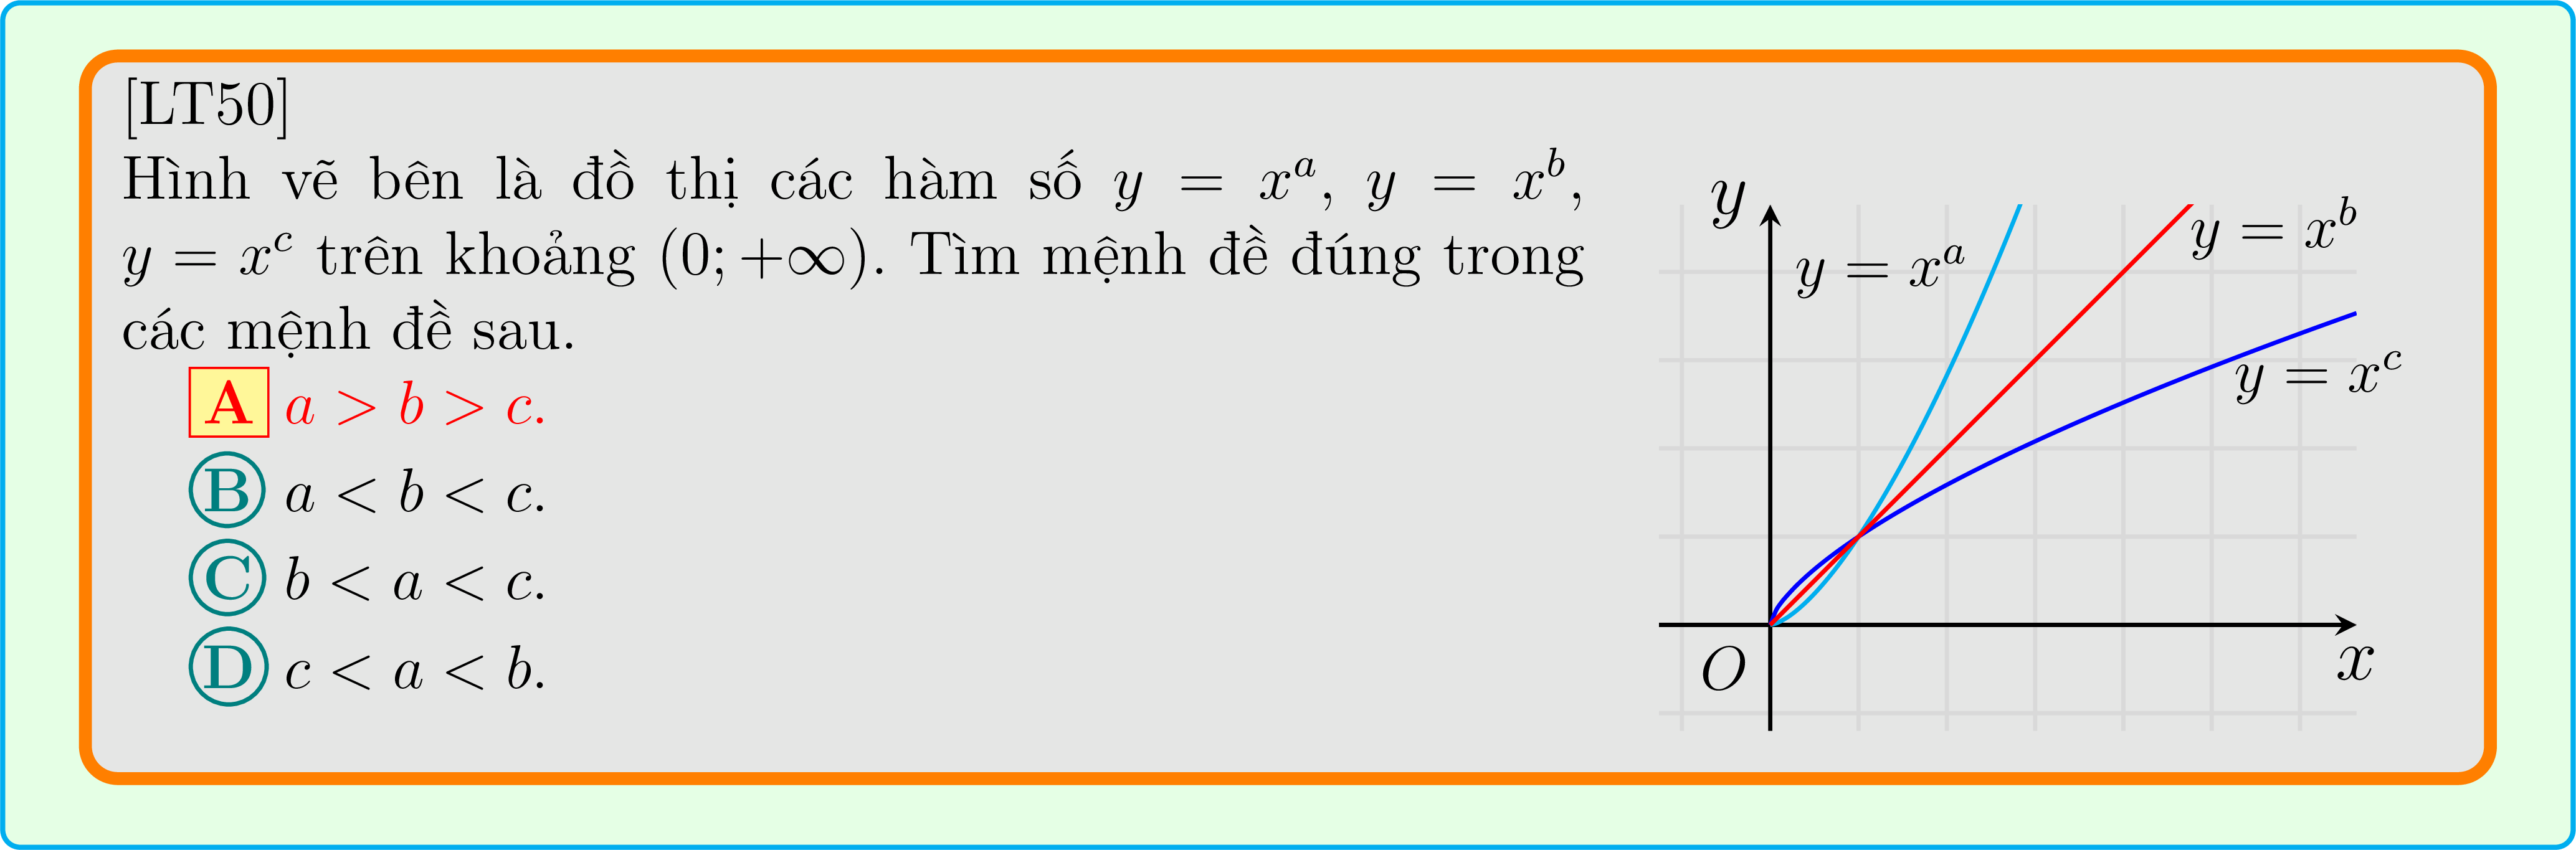 [LT50]
Hình vẽ bên là đồ thị các hàm số y = x^a, y = x^b,
y = x^c trên khoảng (0; +∞). Tìm mệnh đề đúng trong
các mệnh đề sau.
A a > b > c.
B a < b < c.
C b < a < c.
D c < a < b.
y
y = x^a
y = x^b
y = x^c
O
x